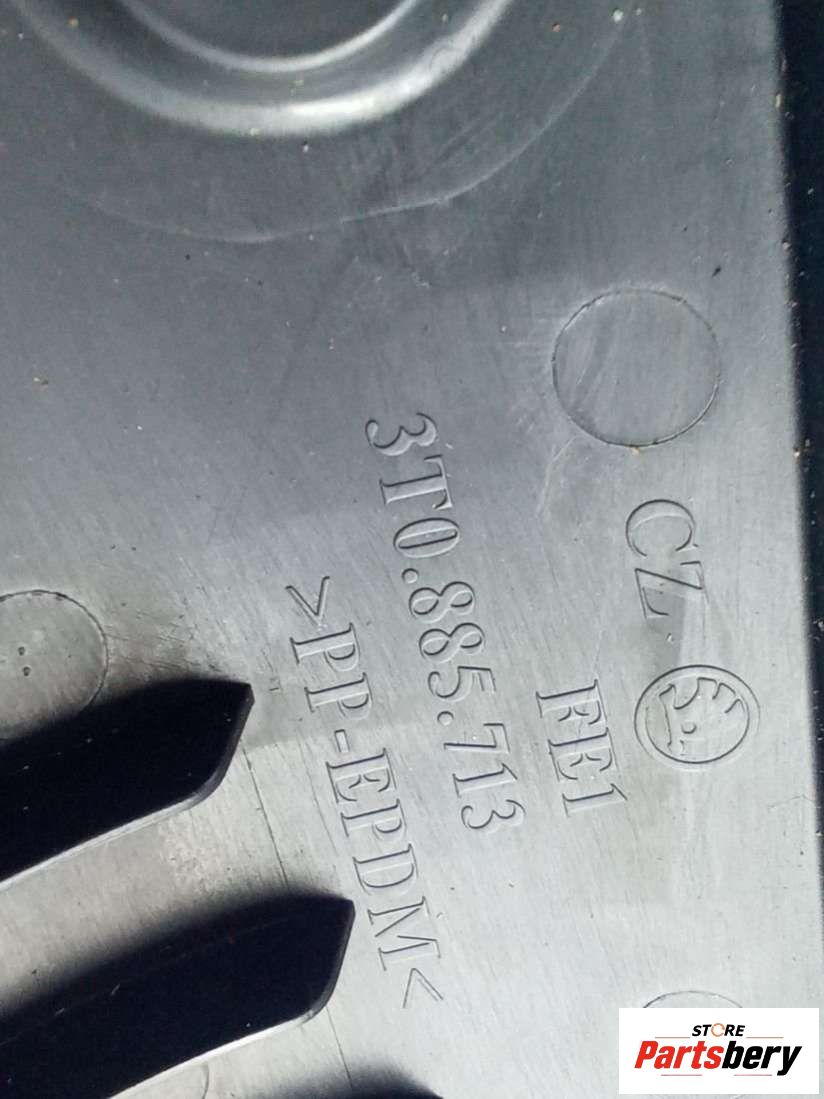 CZ
FE1
3T0.885.713
>PP-EPDM<
STORE
Partsbery